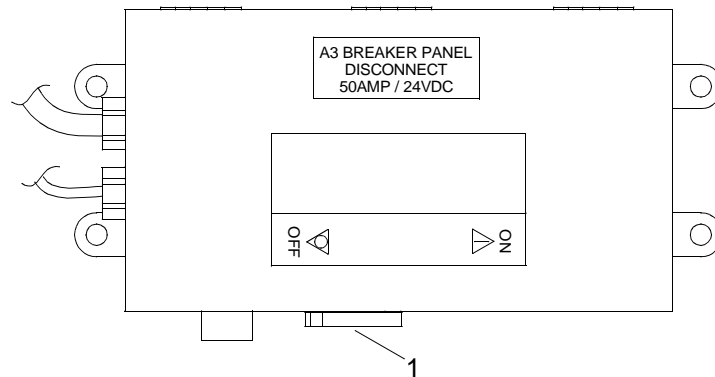 A3 BREAKER PANEL
DISCONNECT
50AMP / 24VDC
OFF
ON
1